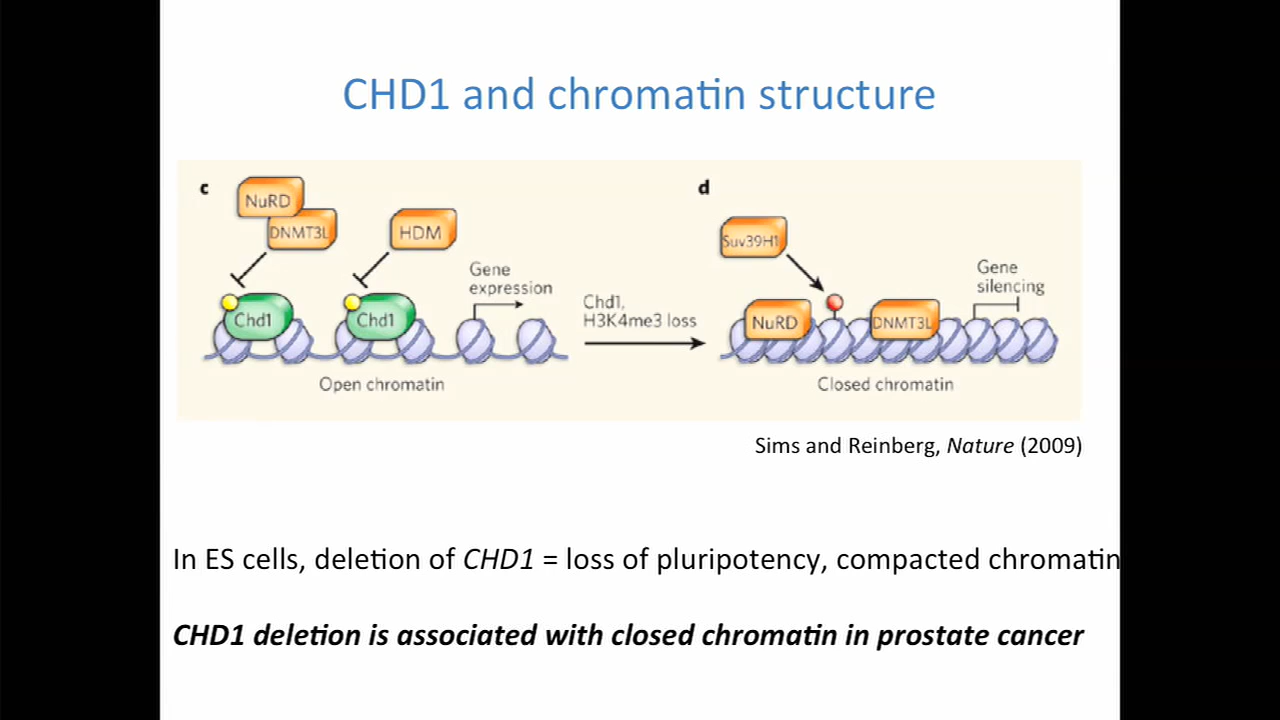 CHD1 and chromatin structure
c
NuRD
DNMT3L
HDM
Chd1
Chd1
Gene
expression
Open chromatin
Chd1,
H3K4me3 loss
d
Suv39H1
NuRD
DNMT3L
Gene
silencing
Closed chromatin
Sims and Reinberg, Nature (2009)
In ES cells, deletion of CHD1 = loss of pluripotency, compacted chromatin
CHD1 deletion is associated with closed chromatin in prostate cancer